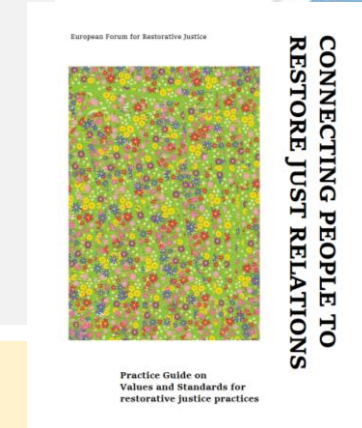 European Forum for Restorative Justice
CONNECTING PEOPLE TO
RESTORE JUST RELATIONS
Practice Guide on
Values and Standards for
restorative justice practices